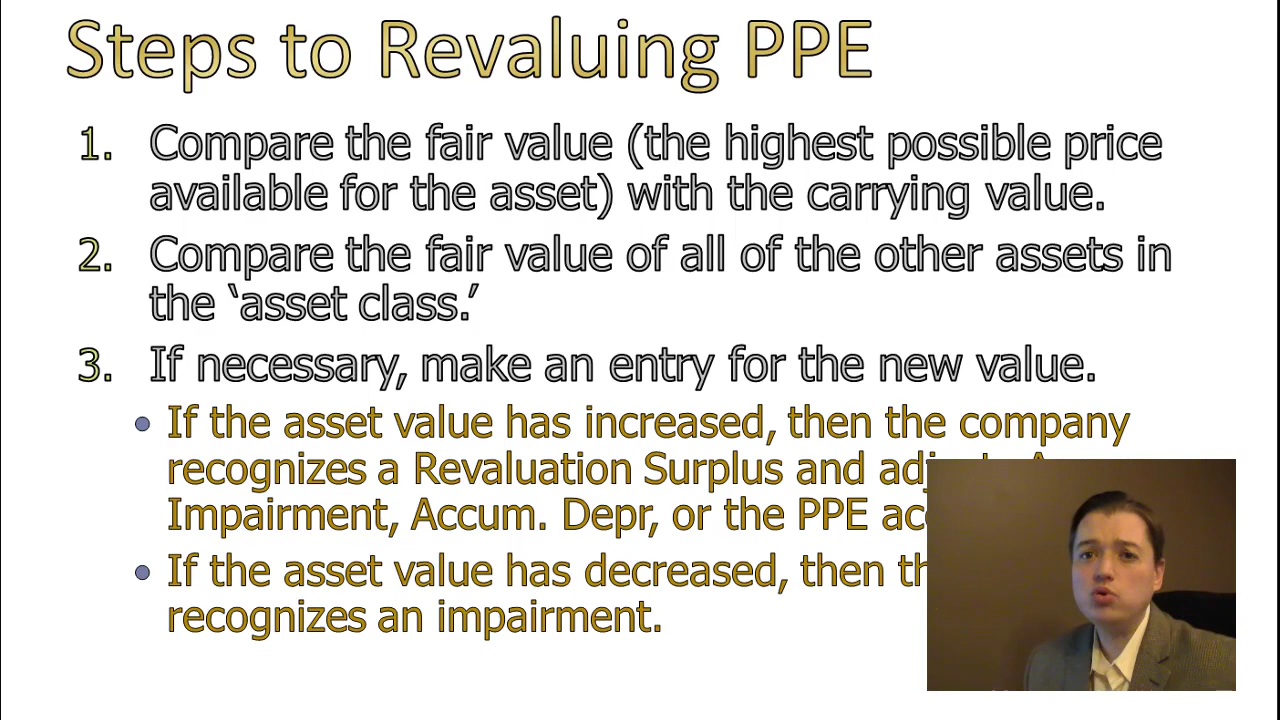 Steps to Revaluing PPE
1. Compare the fair value (the highest possible price
available for the asset) with the carrying value.
2. Compare the fair value of all of the other assets in
the ‘asset class.’
3. If necessary, make an entry for the new value.
• If the asset value has increased, then the company
recognizes a Revaluation Surplus and
Impairment, Accum. Depr, or the PPE
• If the asset value has decreased, then
recognizes an impairment.